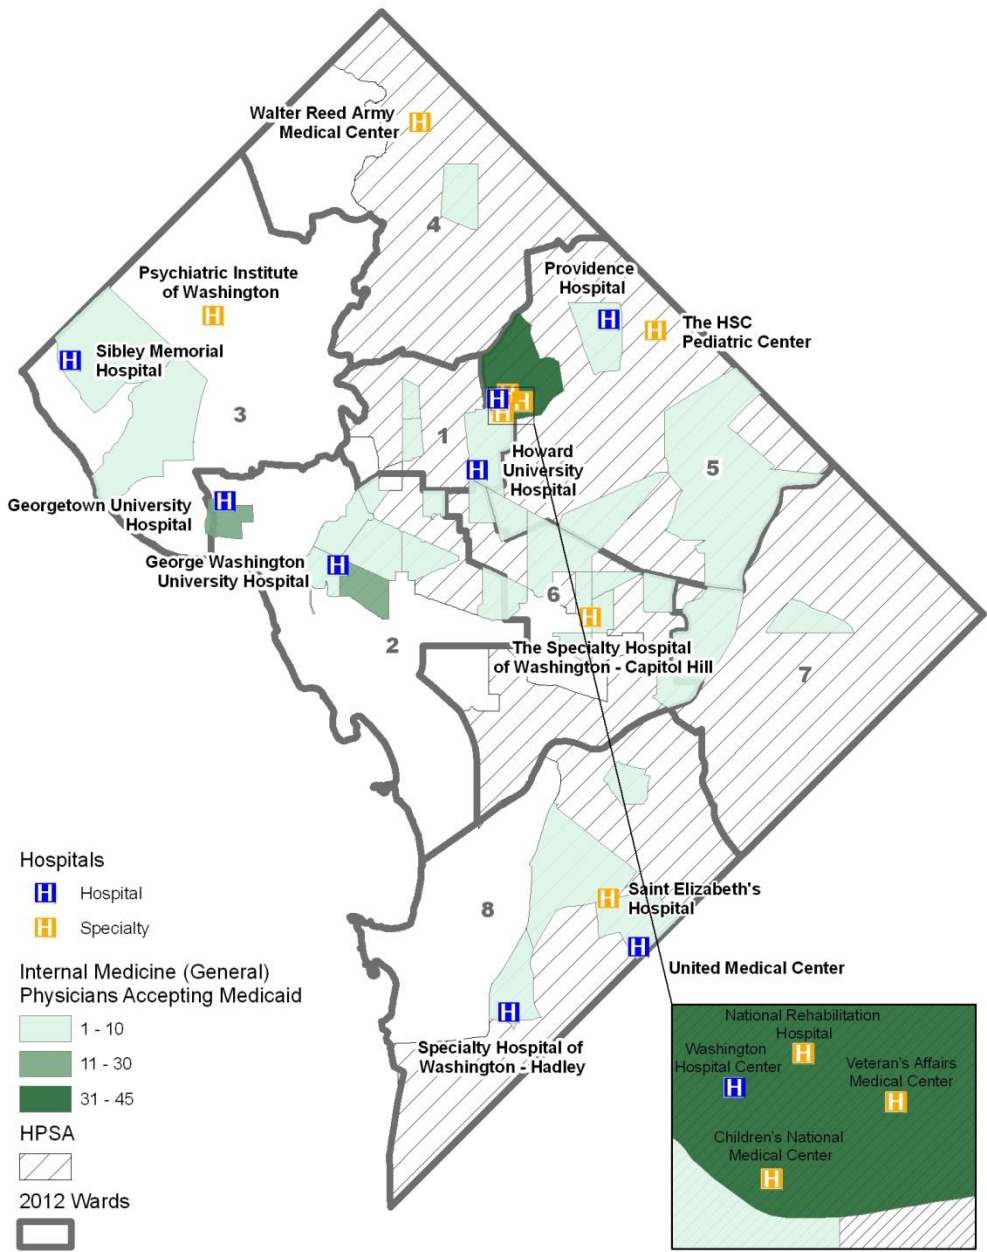 Walter Reed Army
Medical Center
H
4
Psychiatric Institute
of Washington
H
Providence
Hospital
H
H
The HSC
Pediatric Center
H
Sibley Memorial
Hospital
3
H
H
H
1
H
Howard
University
Hospital
5
Georgetown University
Hospital
H
George Washington
University Hospital
H
6
H
2
The Specialty Hospital
of Washington - Capitol Hill
7
8
H
Saint Elizabeth's
Hospital
H
United Medical Center
H
Specialty Hospital of
Washington - Hadley
Hospitals
H Hospital
H Specialty
Internal Medicine (General)
Physicians Accepting Medicaid
1 - 10
11 - 30
31 - 45
HPSA
2012 Wards
National Rehabilitation
Hospital
H
Washington
Hospital Center
H
Veteran's Affairs
Medical Center
H
Children's National
Medical Center
H